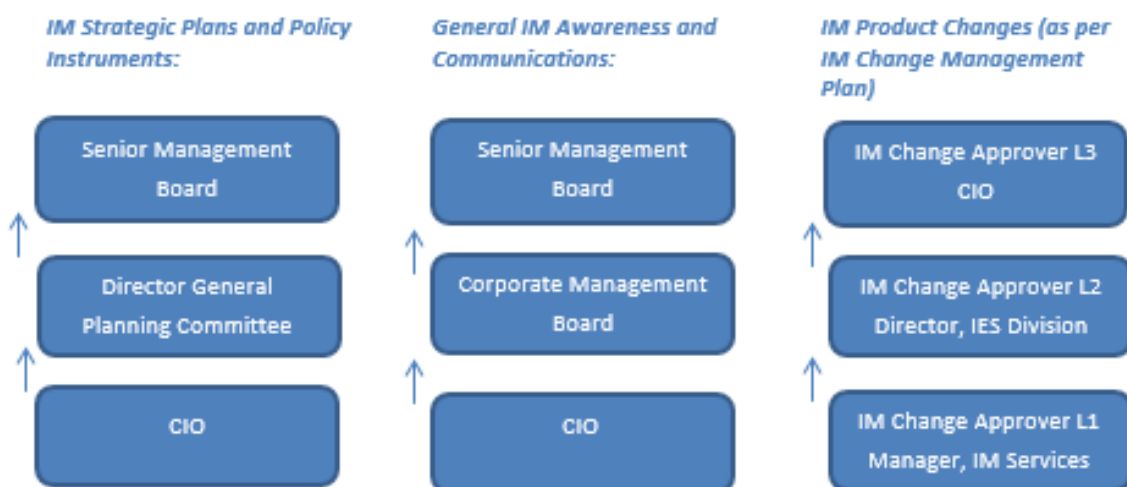 IM Strategic Plans and Policy
Instruments:
Senior Management
Board
Director General
Planning Committee
CIO
General IM Awareness and
Communications:
Senior Management
Board
Corporate Management
Board
CIO
IM Product Changes (as per
IM Change Management
Plan)
IM Change Approver L3
CIO
IM Change Approver L2
Director, IES Division
IM Change Approver L1
Manager, IM Services